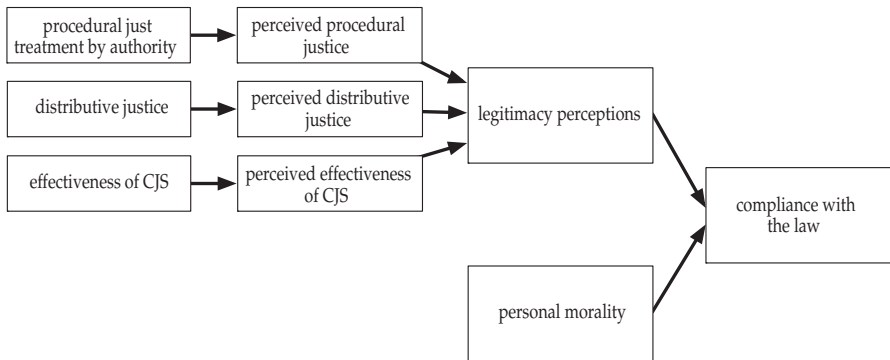 procedural just
treatment by authority
perceived procedural
justice
distributive justice
perceived distributive
justice
legitimacy perceptions
effectiveness of CJS
perceived effectiveness
of CJS
compliance with
the law
personal morality